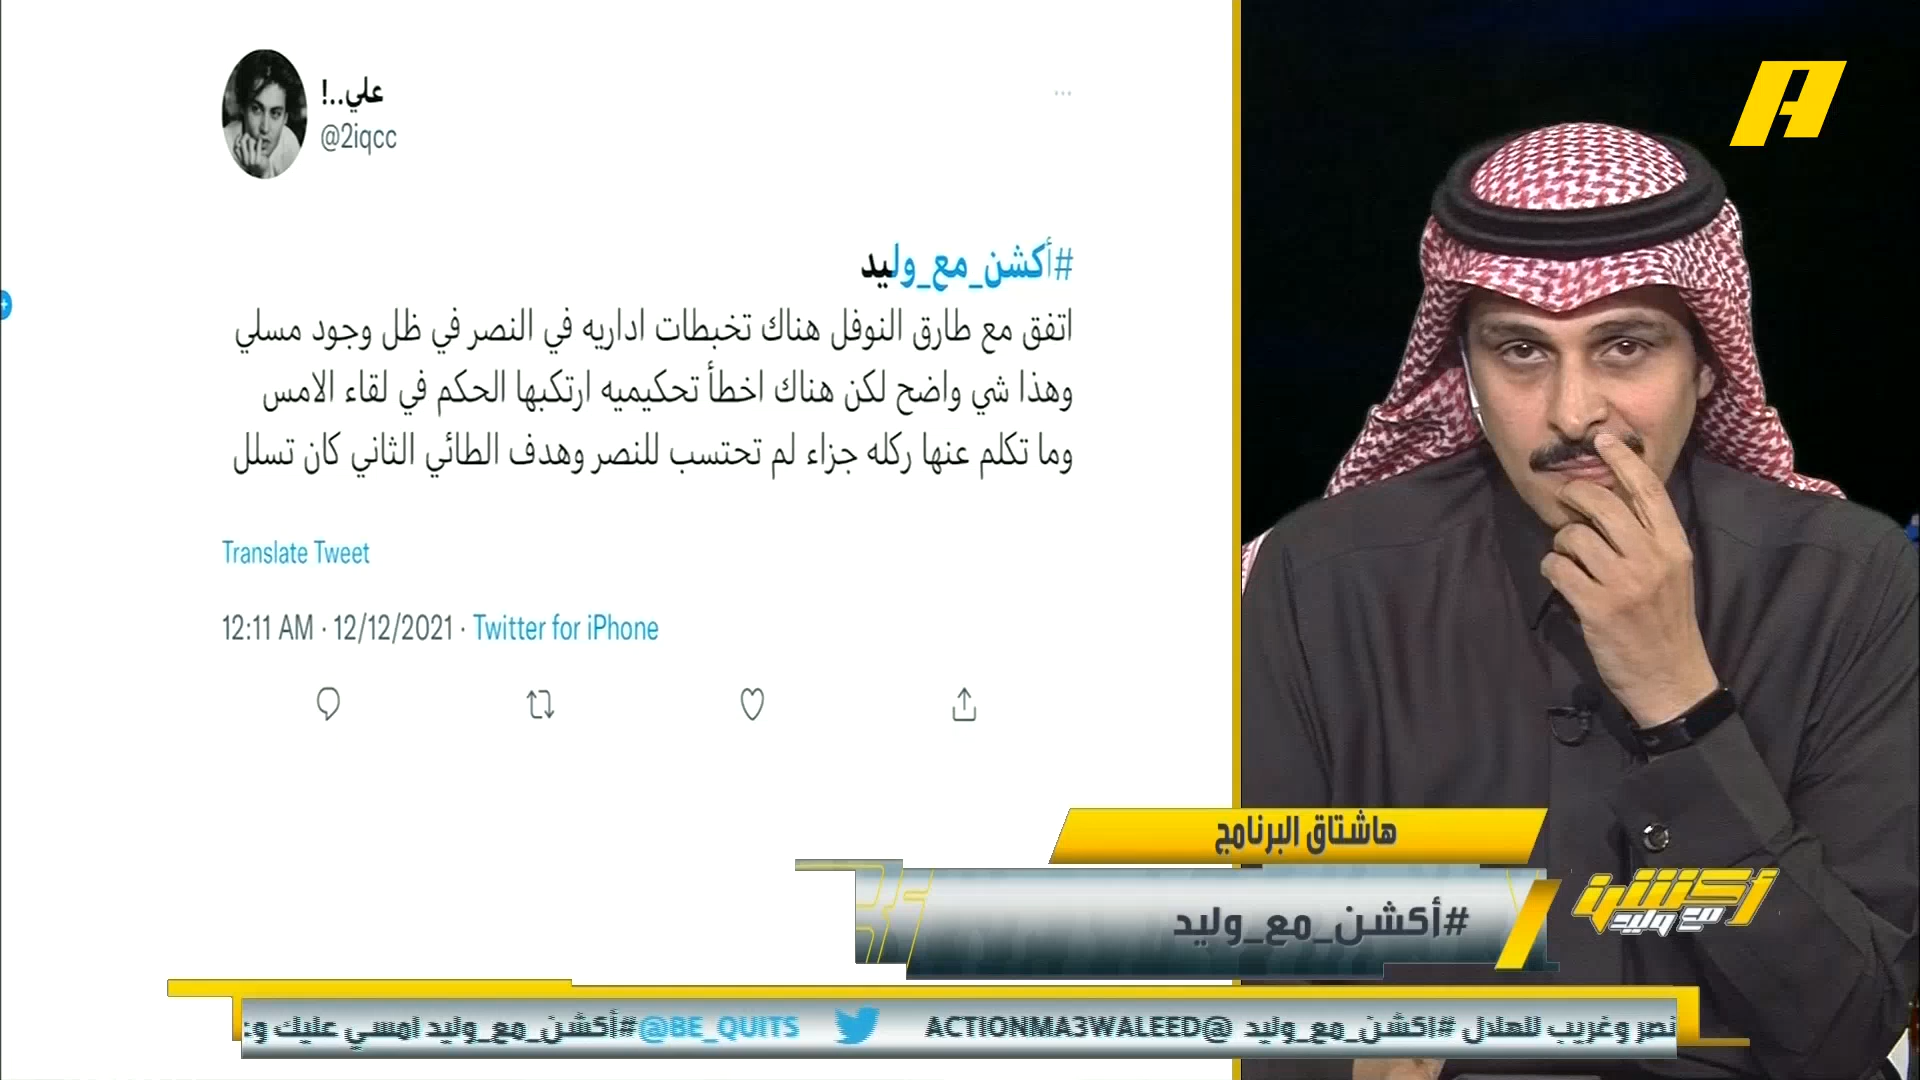 علي..!
@2iqcc
#أكشن_مع_وليد
اتفق مع طارق النوفل هناك تخبطات اداريه في النصر في ظل وجود مسلي
وهذا شي واضح لكن هناك اخطأ تحكيميه ارتكبها الحكم في لقاء الامس
وما تكلم عنها ركله جزاء لم تحتسب للنصر وهدف الطائي الثاني كان تسلل
Translate Tweet
12:11 AM · 12/12/2021 · Twitter for iPhone
هاشتاق البرنامج
#أكشن_مع_وليد
أكشن مع وليد
نصر وغريب للهلال #اكشن_مع_وليد @ACTIONMA3WALEED @BE_QUITS #أكشن_مع_وليد امسي عليك و